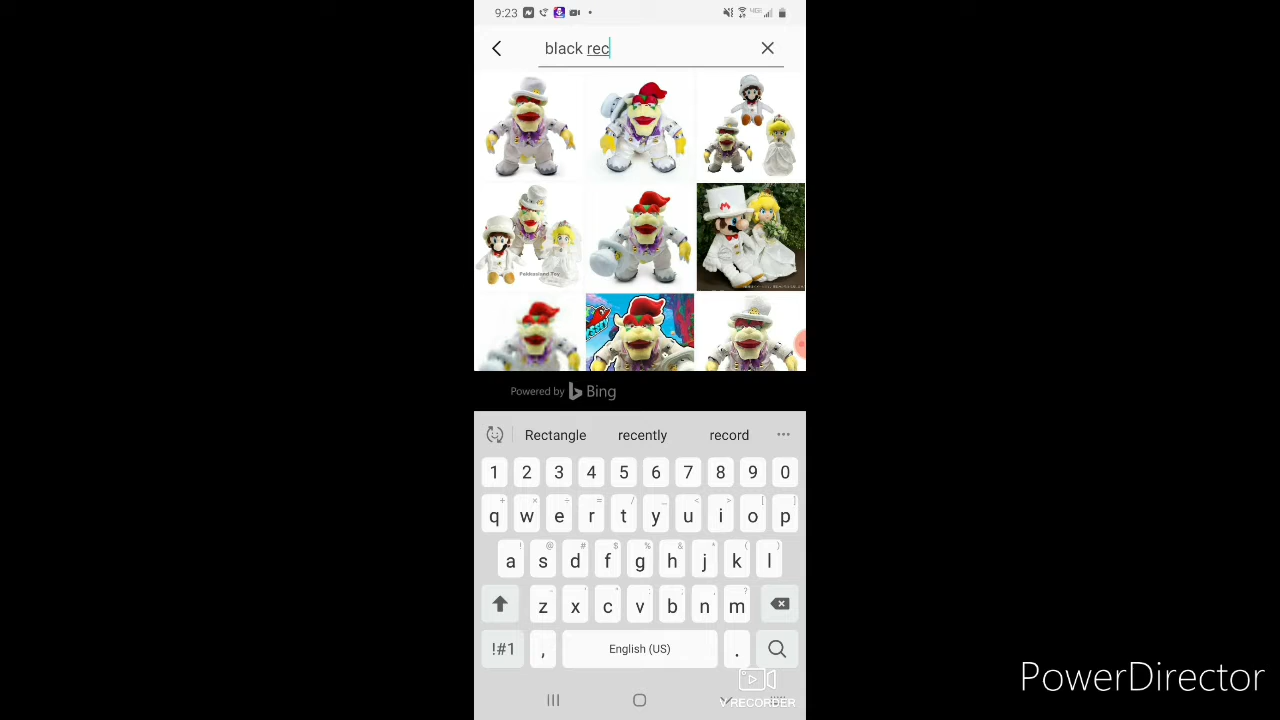 9:23
black rec
Powered by Bing
Rectangle recently record ...
1 2 3 4 5 6 7 8 9 0
+ × ÷ = / _ < > [ ]
q w e r t y u i o p
! @ # $ % & * ( )
a s d f g h j k l
- ' " : ; , ?
z x c v b n m
!#1 , English (US) .
V RECORDER
PowerDirector